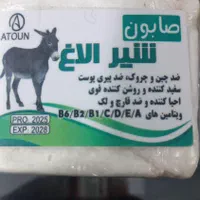 ATOUN
صابون
شیر الاغ
ضد چین و چروک، ضد پیری پوست
سفید کننده و روشن کننده قوی
احیا کننده و ضد قارچ و لک
ویتامین های B6/B2/B1/C/D/E/A
PRO 2025
EXP 2028